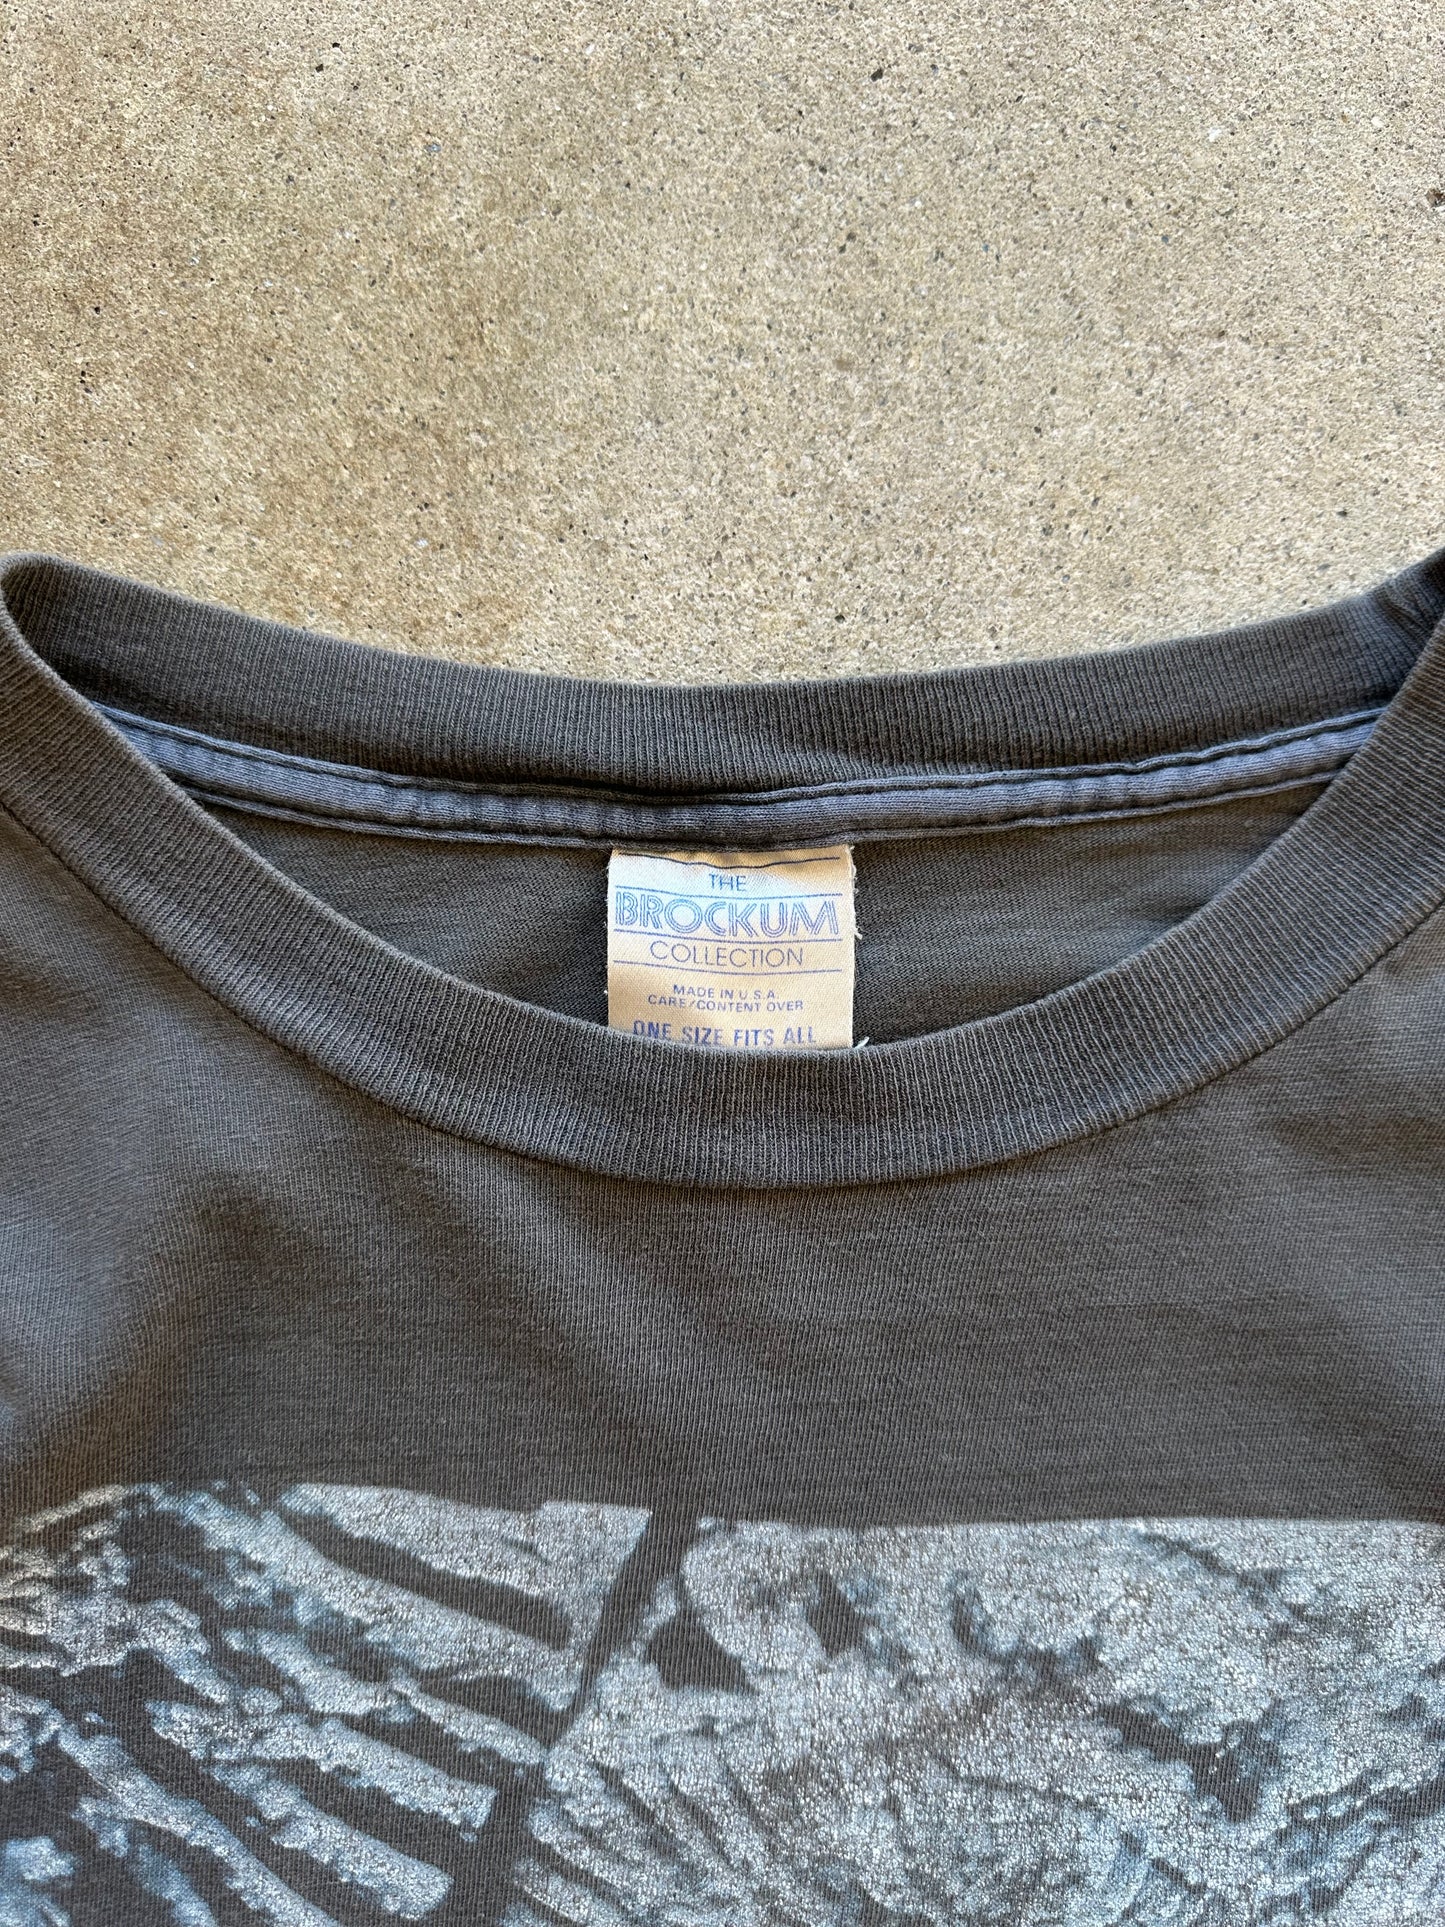 THE
BROCKUM
COLLECTION
MADE IN U.S.A.
CARE/CONTENT OVER
ONE SIZE FITS ALL